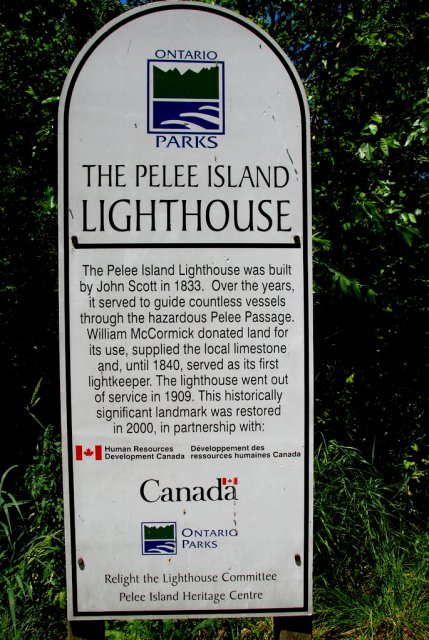 ONTARIO
PARKS
THE PELEE ISLAND
LIGHTHOUSE
The Pelee Island Lighthouse was built
by John Scott in 1833. Over the years,
it served to guide countless vessels
through the hazardous Pelee Passage.
William McCormick donated land for
its use, supplied the local limestone
and, until 1840, served as its first
lightkeeper. The lighthouse went out
of service in 1909. This historically
significant landmark was restored
in 2000, in partnership with:
Human Resources Développement des
Development Canada ressources humaines Canada
Canada
ONTARIO
PARKS
Relight the Lighthouse Committee
Pelee Island Heritage Centre